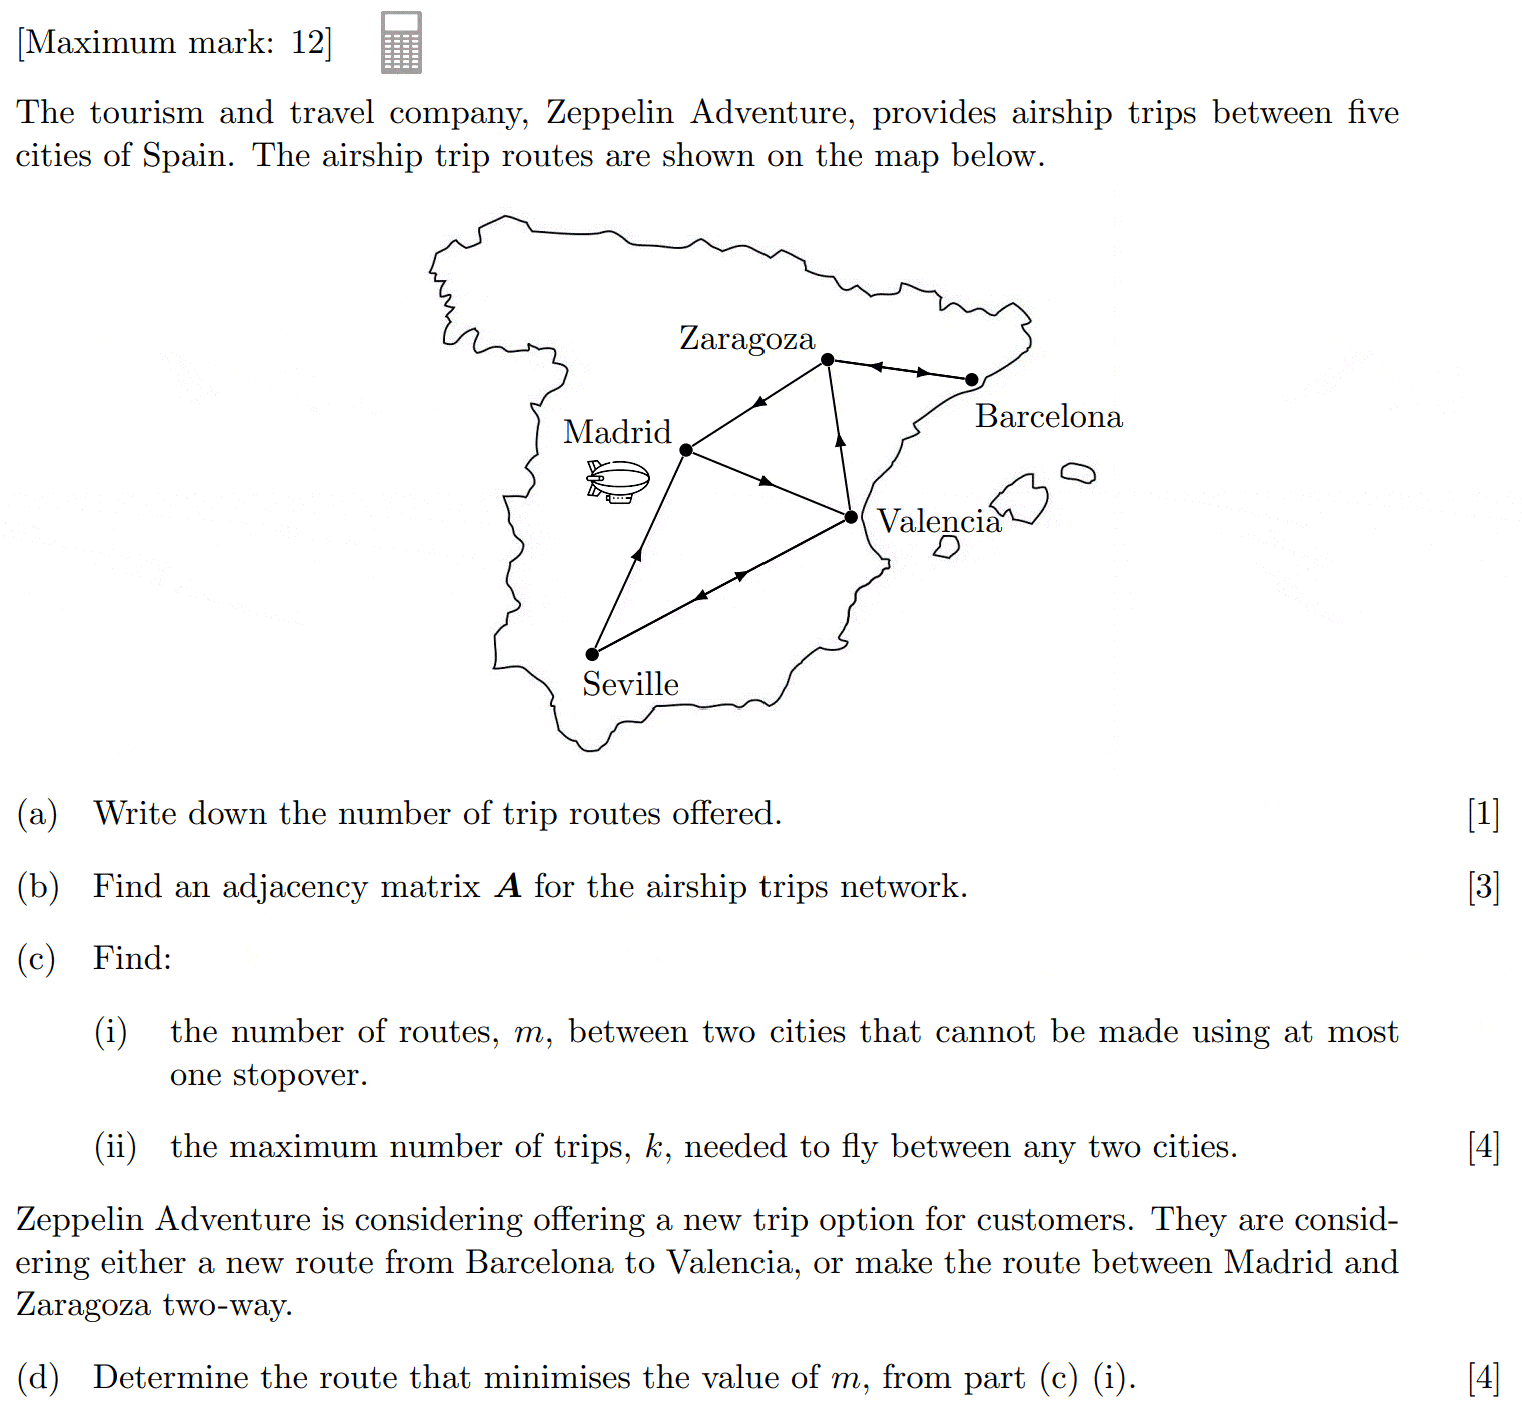 [Maximum mark: 12]
The tourism and travel company, Zeppelin Adventure, provides airship trips between five
cities of Spain. The airship trip routes are shown on the map below.
Zaragoza
Barcelona
Madrid
Valencia
Seville
(a) Write down the number of trip routes offered. [1]
(b) Find an adjacency matrix A for the airship trips network. [3]
(c) Find:
(i) the number of routes, m, between two cities that cannot be made using at most
one stopover.
(ii) the maximum number of trips, k, needed to fly between any two cities. [4]
Zeppelin Adventure is considering offering a new trip option for customers. They are consid-
ering either a new route from Barcelona to Valencia, or make the route between Madrid and
Zaragoza two-way.
(d) Determine the route that minimises the value of m, from part (c) (i). [4]